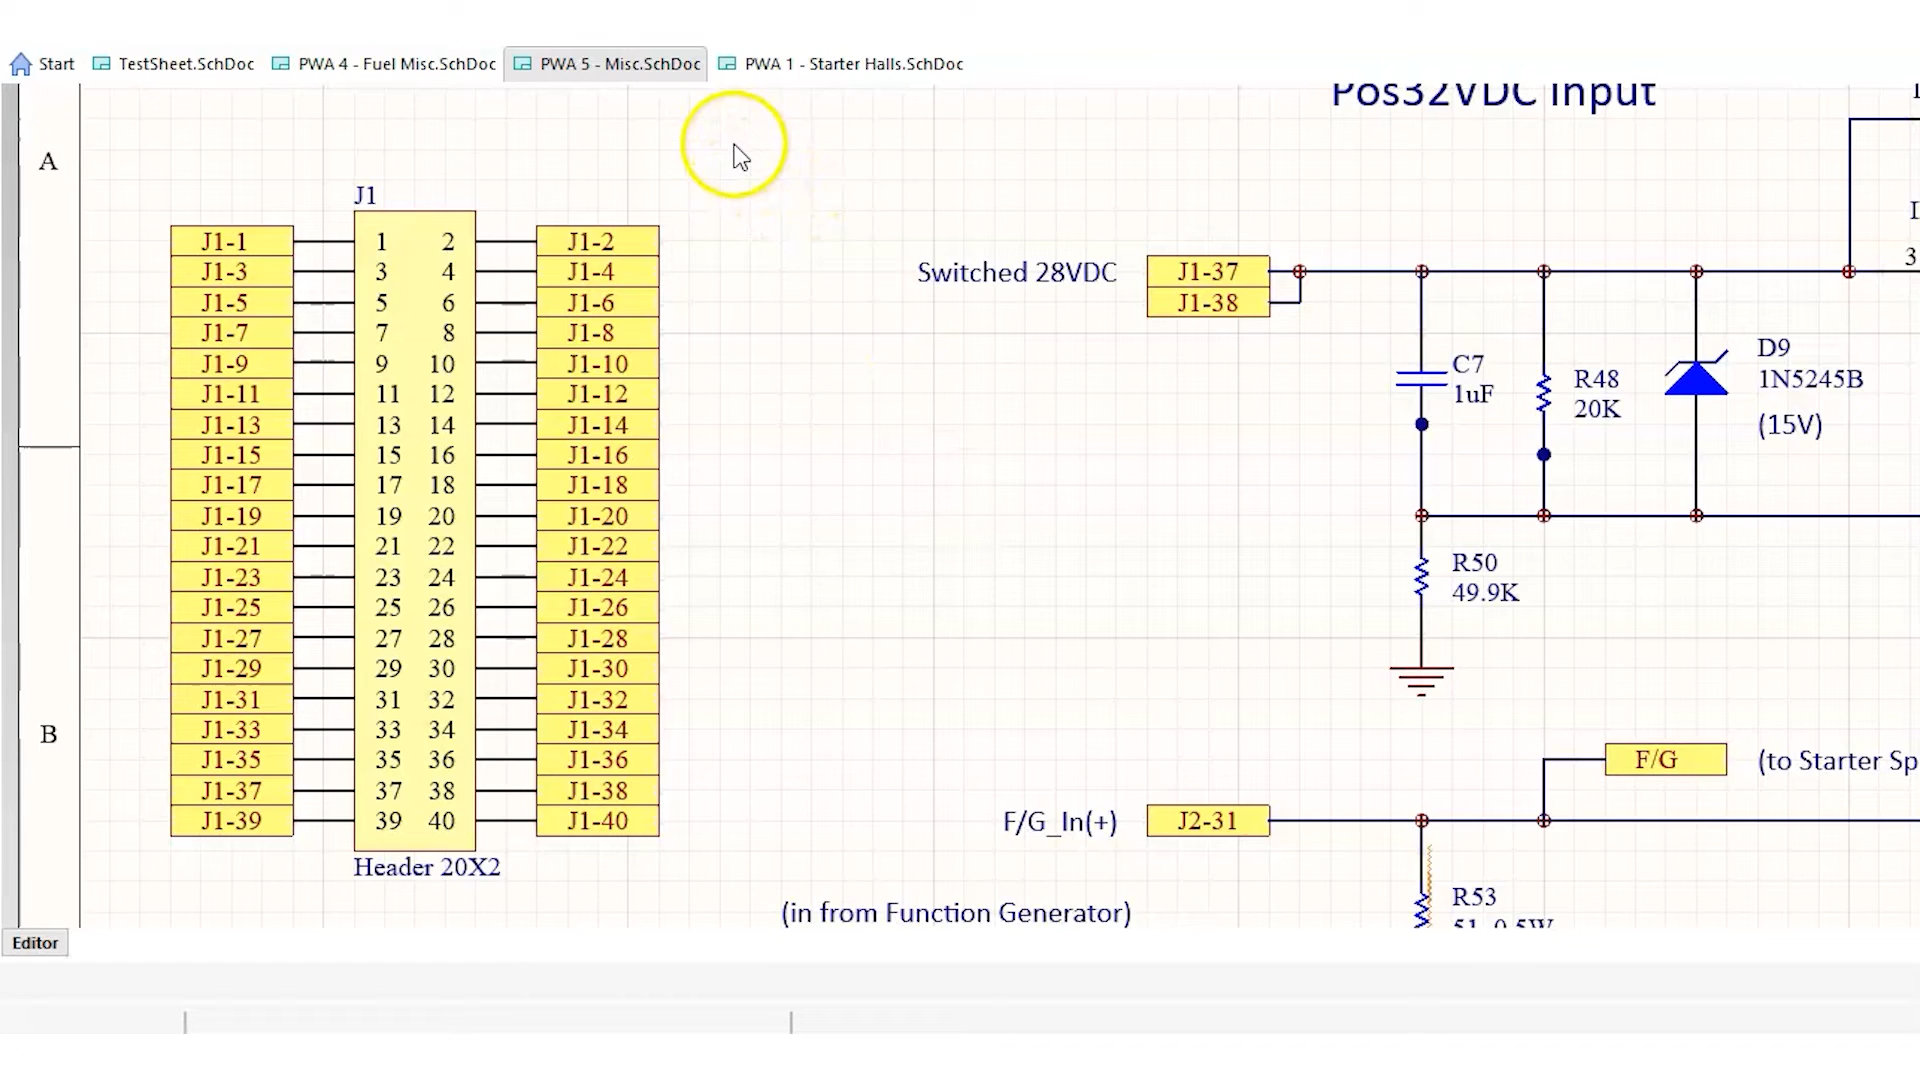 Start TestSheet.SchDoc PWA 4 - Fuel Misc.SchDoc PWA 5 - Misc.SchDoc PWA 1 - Starter Halls.SchDoc
Pos32VDC Input
A
J1
J1-1 1 2 J1-2
J1-3 3 4 J1-4
J1-5 5 6 J1-6
J1-7 7 8 J1-8
J1-9 9 10 J1-10
J1-11 11 12 J1-12
J1-13 13 14 J1-14
J1-15 15 16 J1-16
J1-17 17 18 J1-18
J1-19 19 20 J1-20
J1-21 21 22 J1-22
J1-23 23 24 J1-24
J1-25 25 26 J1-26
J1-27 27 28 J1-28
J1-29 29 30 J1-30
J1-31 31 32 J1-32
J1-33 33 34 J1-34
J1-35 35 36 J1-36
J1-37 37 38 J1-38
J1-39 39 40 J1-40
Header 20X2
B
Switched 28VDC J1-37
J1-38
3
C7
1uF
R48
20K
D9
1N5245B
(15V)
R50
49.9K
F/G (to Starter Sp
F/G_In(+) J2-31
R53
51, 0.5W
(in from Function Generator)
Editor